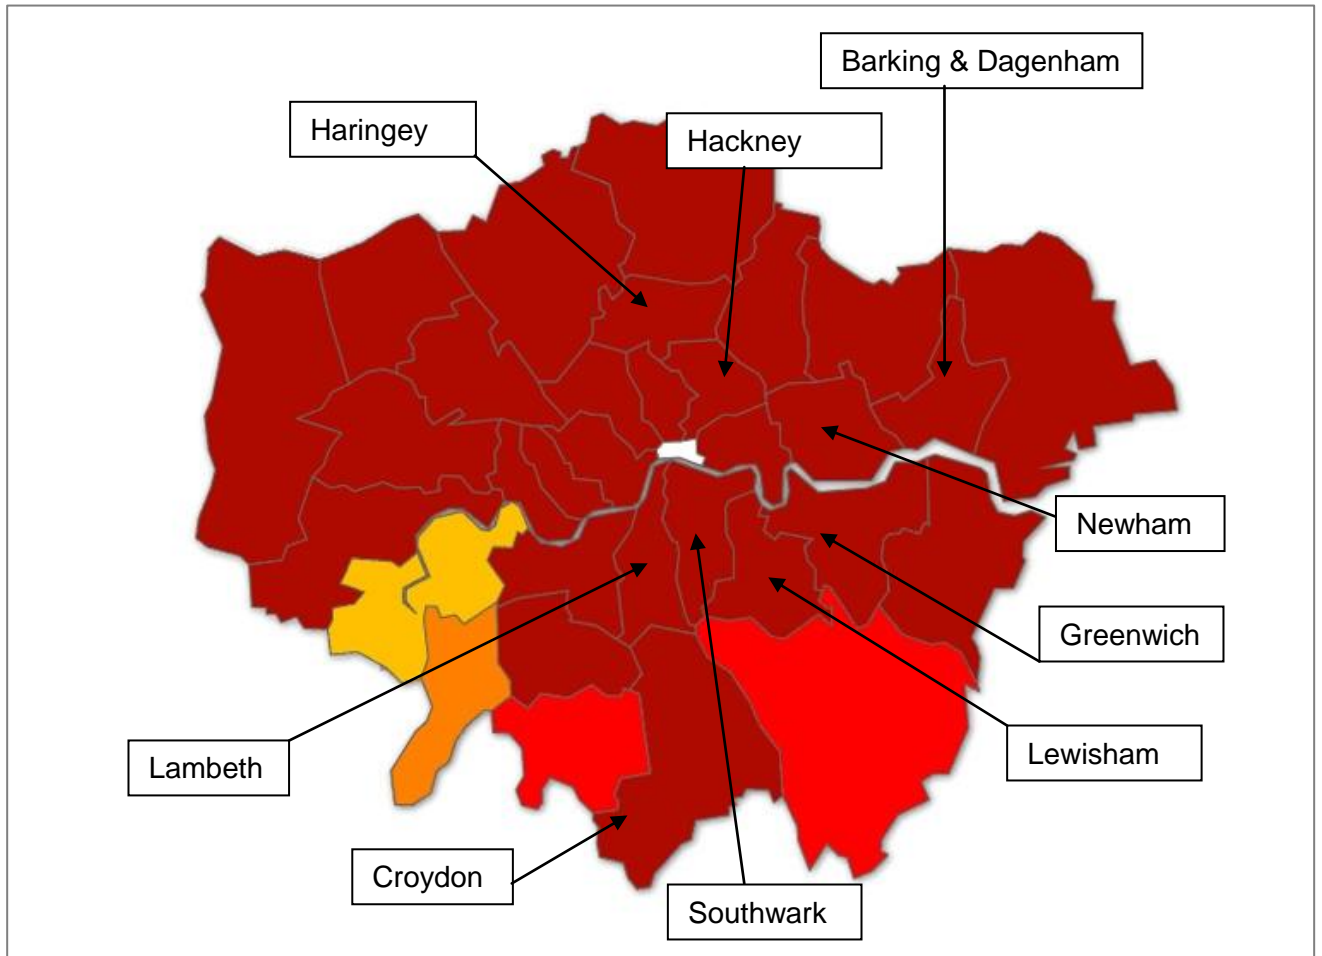 Barking & Dagenham
Haringey
Hackney
Newham
Greenwich
Lewisham
Lambeth
Croydon
Southwark